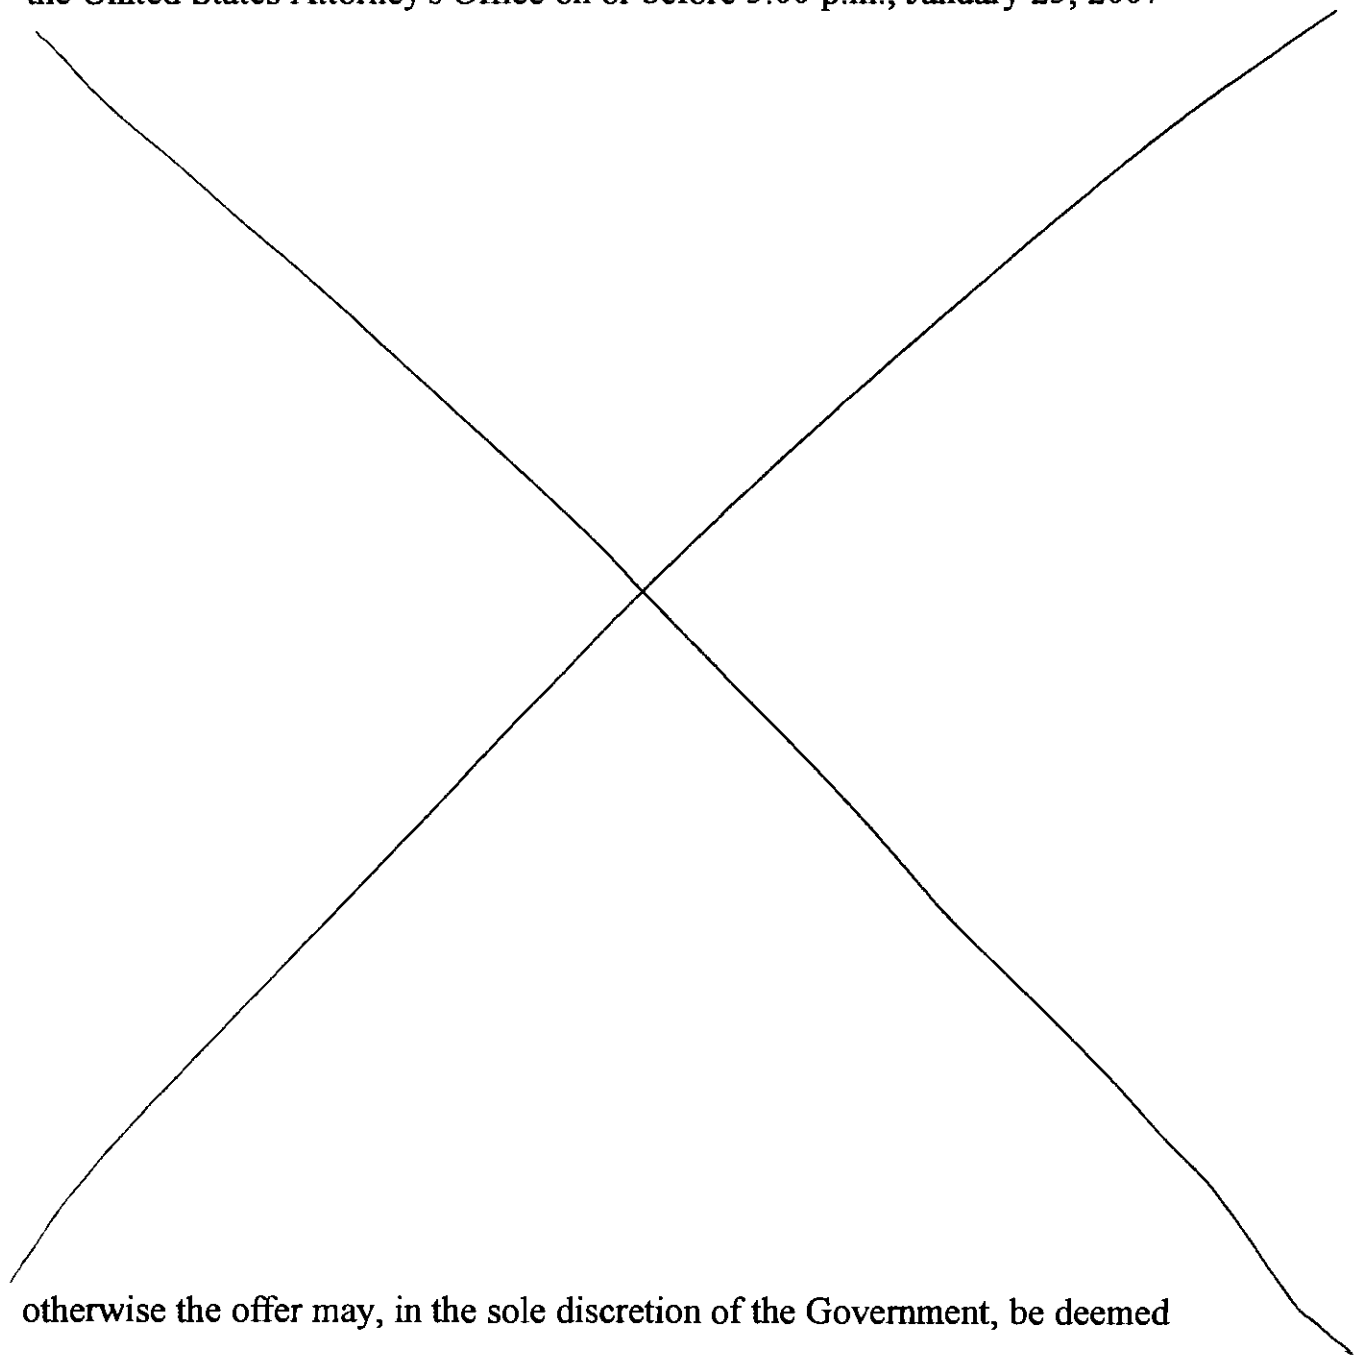 the United States Attorney's Office on or before p.m., January
otherwise the offer may, in the sole discretion of the Government, be deemed